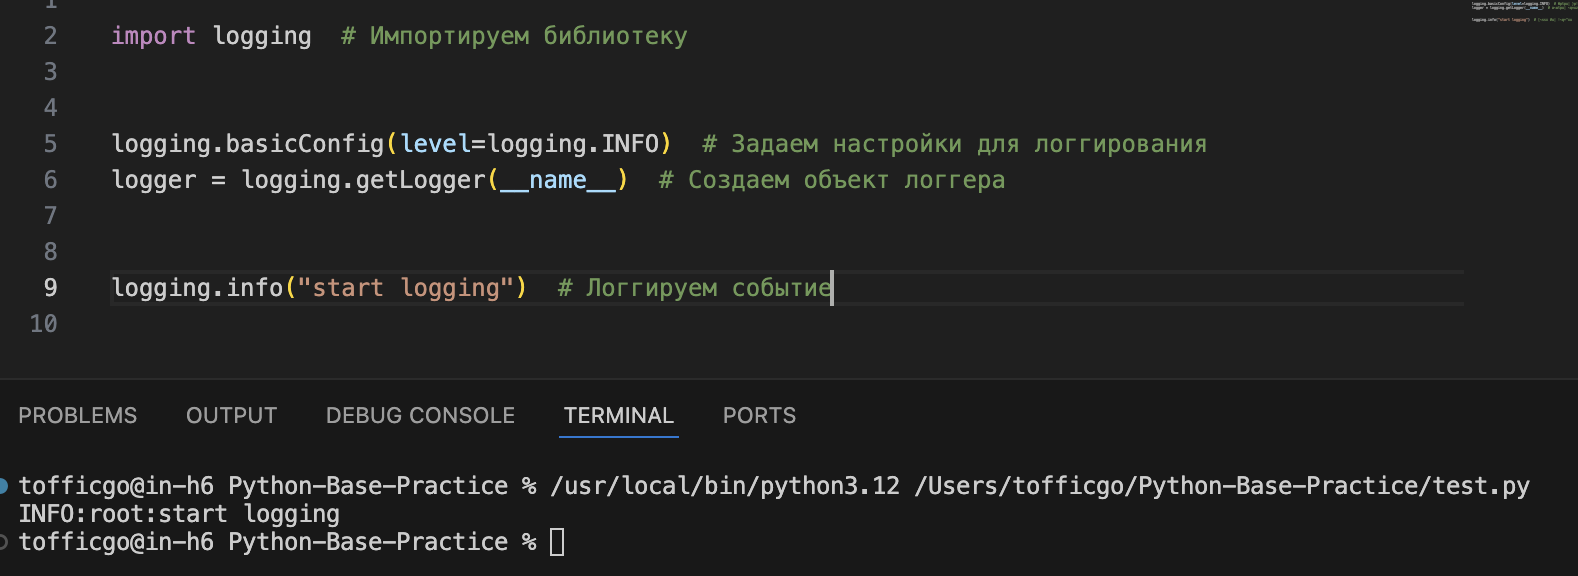 1
2 import logging  # Импортируем библиотеку
3
4
5 logging.basicConfig(level=logging.INFO)  # Задаем настройки для логгирования
6 logger = logging.getLogger(__name__)  # Создаем объект логгера
7
8
9 logging.info("start logging")  # Логгируем событие
10
PROBLEMS OUTPUT DEBUG CONSOLE TERMINAL PORTS
tofficgo@in-h6 Python-Base-Practice % /usr/local/bin/python3.12 /Users/tofficgo/Python-Base-Practice/test.py
INFO:root:start logging
tofficgo@in-h6 Python-Base-Practice %